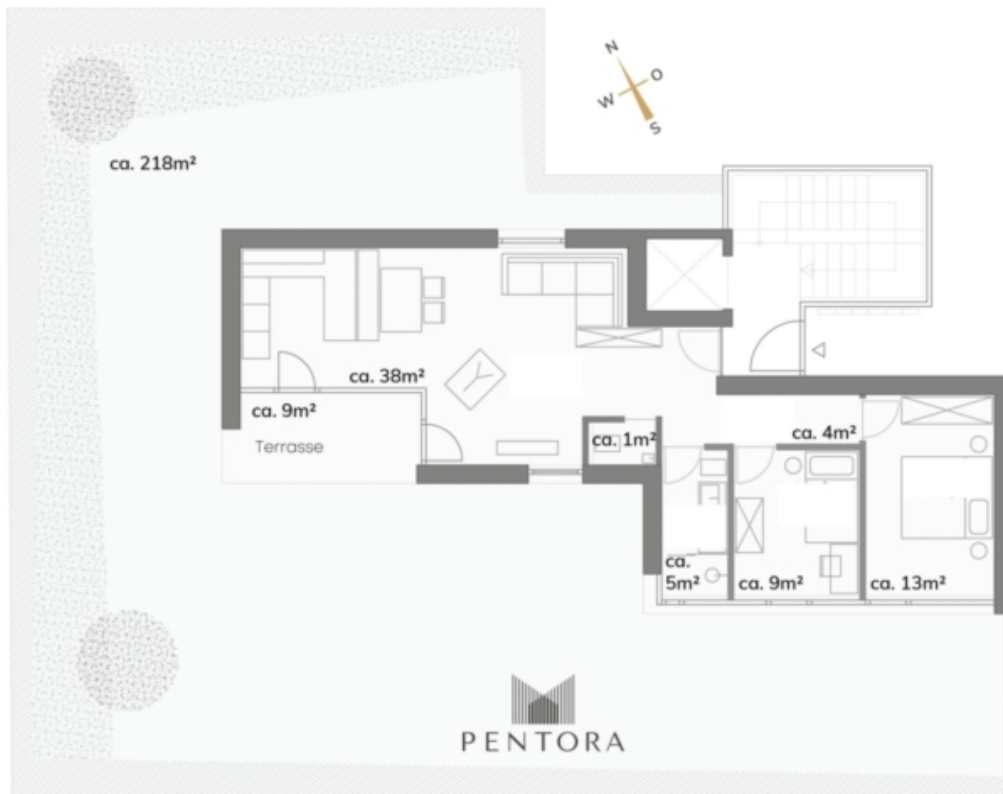 N
O
W
S
ca. 218m²
ca. 38m²
ca. 9m²
Terrasse
ca. 1m²
ca. 4m²
ca.
5m²
ca. 9m²
ca. 13m²
PENTORA